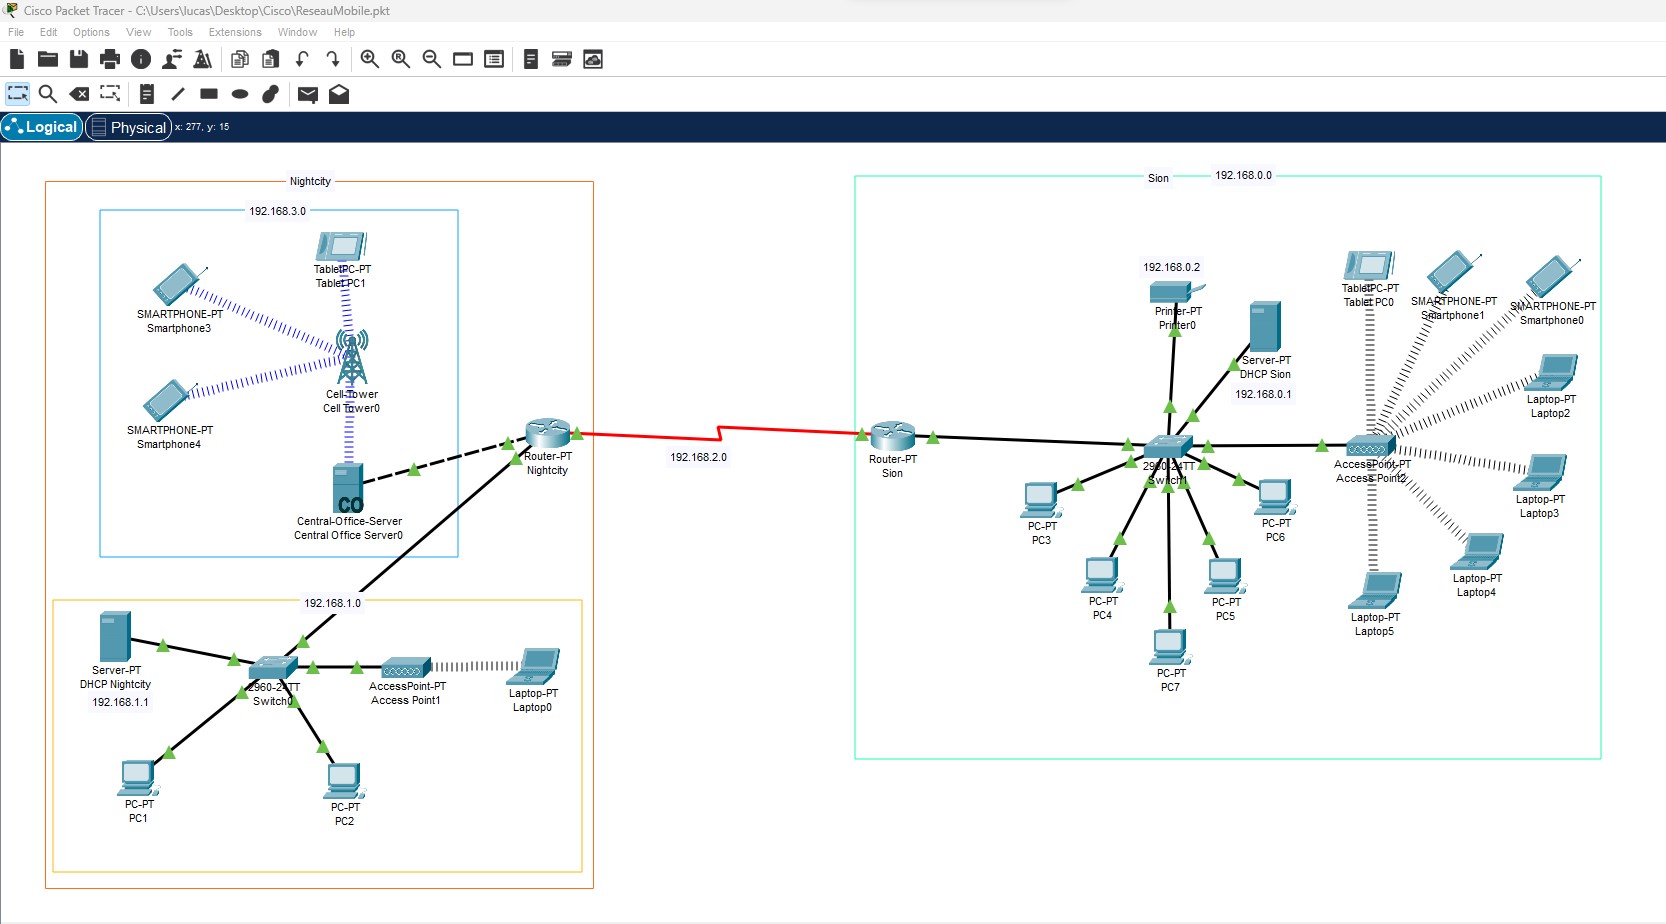 Cisco Packet Tracer - C:\Users\lucas\Desktop\Cisco\ReseauMobile.pkt
File Edit Options View Tools Extensions Window Help
Logical Physical x: 277, y: 15
Nightcity
192.168.3.0
TabletPC-PT
Tablet PC1
SMARTPHONE-PT
Smartphone3
Cell-Tower
Cell Tower0
SMARTPHONE-PT
Smartphone4
CO
Central-Office-Server
Central Office Server0
Router-PT
Nightcity
192.168.1.0
Server-PT
DHCP Nightcity
192.168.1.1
2960-24TT
Switch0
AccessPoint-PT
Access Point1
Laptop-PT
Laptop0
PC-PT
PC1
PC-PT
PC2
192.168.2.0
Sion
192.168.0.0
Router-PT
Sion
192.168.0.2
Printer-PT
Printer0
Server-PT
DHCP Sion
192.168.0.1
2960-24TT
Switch1
PC-PT
PC3
PC-PT
PC4
PC-PT
PC7
PC-PT
PC5
PC-PT
PC6
AccessPoint-PT
Access Point2
TabletPC-PT
Tablet PC0
SMARTPHONE-PT
Smartphone1
SMARTPHONE-PT
Smartphone0
Laptop-PT
Laptop2
Laptop-PT
Laptop3
Laptop-PT
Laptop4
Laptop-PT
Laptop5